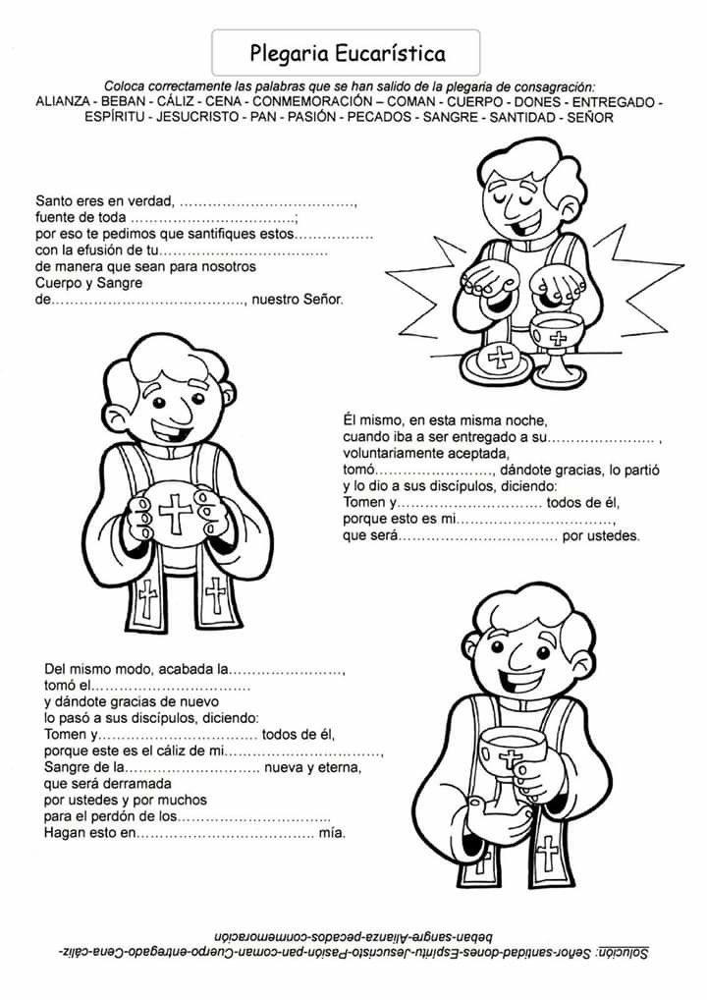 Plegaria Eucarística
Coloca correctamente las palabras que se han salido de la plegaria de consagración:
ALIANZA - BEBAN - CÁLIZ - CENA - CONMEMORACIÓN – COMAN - CUERPO - DONES - ENTREGADO -
ESPÍRITU - JESUCRISTO - PAN - PASIÓN - PECADOS - SANGRE - SANTIDAD - SEÑOR
Santo eres en verdad, ........................................,
fuente de toda .....................................;
por eso te pedimos que santifiques estos..................
con la efusión de tu.......................................
de manera que sean para nosotros
Cuerpo y Sangre
de..........................................., nuestro Señor.
Él mismo, en esta misma noche,
cuando iba a ser entregado a su........................ ,
voluntariamente aceptada,
tomó..........................., dándote gracias, lo partió
y lo dio a sus discípulos, diciendo:
Tomen y................................. todos de él,
porque esto es mi...................................,
que será.................................... por ustedes.
Del mismo modo, acabada la..........................,
tomó el....................................
y dándote gracias de nuevo
lo pasó a sus discípulos, diciendo:
Tomen y.................................... todos de él,
porque este es el cáliz de mi...................................,
Sangre de la.............................. nueva y eterna,
que será derramada
por ustedes y por muchos
para el perdón de los..................................
Hagan esto en........................................ mía.
Solución: Señor-santidad-dones-Espíritu-Jesucristo-Pasión-pan-coman-Cuerpo-entregado-Cena-cáliz-
beban-sangre-Alianza-pecados-conmemoración